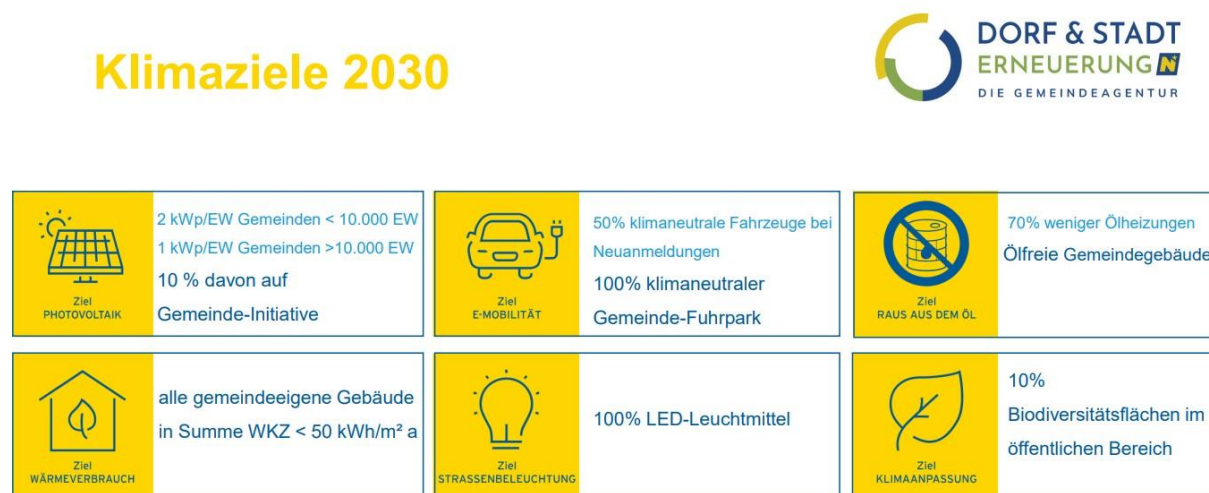 Klimaziele 2030
DORF & STADT
ERNEUERUNG N
DIE GEMEINDEAGENTUR
2 kWp/EW Gemeinden < 10.000 EW
1 kWp/EW Gemeinden >10.000 EW
10 % davon auf
Gemeinde-Initiative
Ziel
PHOTOVOLTAIK
50% klimaneutrale Fahrzeuge bei
Neuanmeldungen
100% klimaneutraler
Gemeinde-Fuhrpark
Ziel
E-MOBILITÄT
70% weniger Ölheizungen
Ölfreie Gemeindegebäude
Ziel
RAUS AUS DEM ÖL
alle gemeindeeigene Gebäude
in Summe WKZ < 50 kWh/m² a
Ziel
WÄRMEVERBRAUCH
100% LED-Leuchtmittel
Ziel
STRASSENBELEUCHTUNG
10%
Biodiversitätsflächen im
öffentlichen Bereich
Ziel
KLIMAANPASSUNG